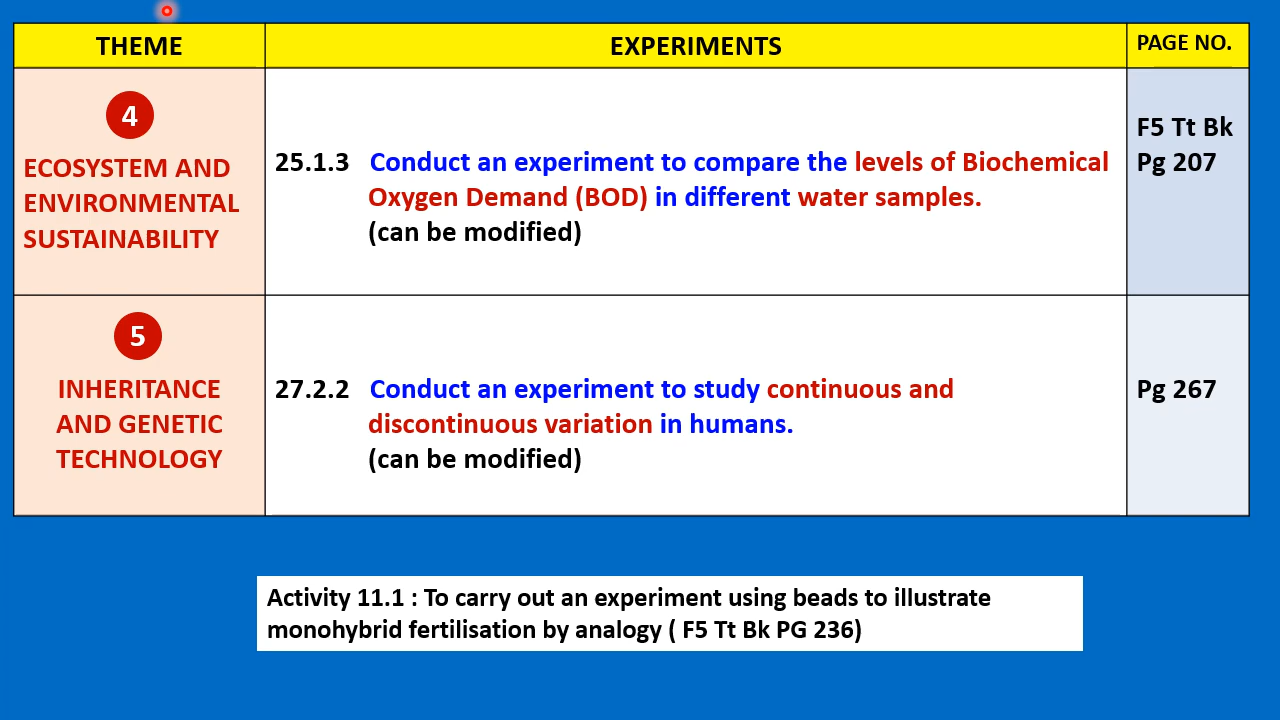 THEME
EXPERIMENTS
PAGE NO.
4
ECOSYSTEM AND
ENVIRONMENTAL
SUSTAINABILITY
25.1.3 Conduct an experiment to compare the levels of Biochemical
Oxygen Demand (BOD) in different water samples.
(can be modified)
F5 Tt Bk
Pg 207
5
INHERITANCE
AND GENETIC
TECHNOLOGY
27.2.2 Conduct an experiment to study continuous and
discontinuous variation in humans.
(can be modified)
Pg 267
Activity 11.1 : To carry out an experiment using beads to illustrate
monohybrid fertilisation by analogy ( F5 Tt Bk PG 236)